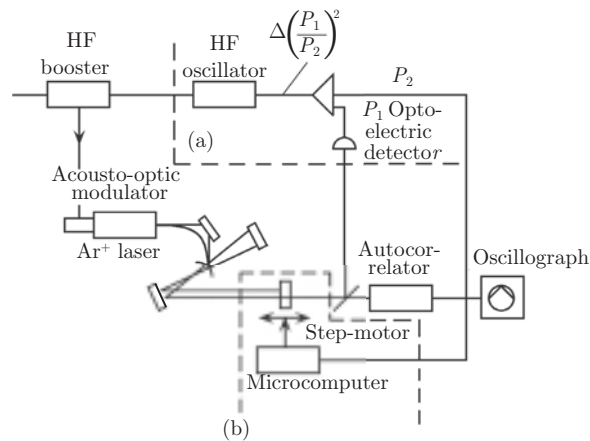 HF
booster
HF
oscillator
Δ(P₁/P₂)²
P₂
P₁ Opto-
electric
detector
(a)
Acousto-optic
modulator
Ar⁺ laser
Autocor-
relator
Oscillograph
Step-motor
Microcomputer
(b)